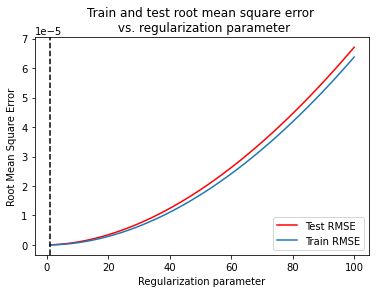 Train and test root mean square error
vs. regularization parameter
1e−5
7
6
5
4
3
2
1
0
Root Mean Square Error
0 20 40 60 80 100
Regularization parameter
Test RMSE
Train RMSE